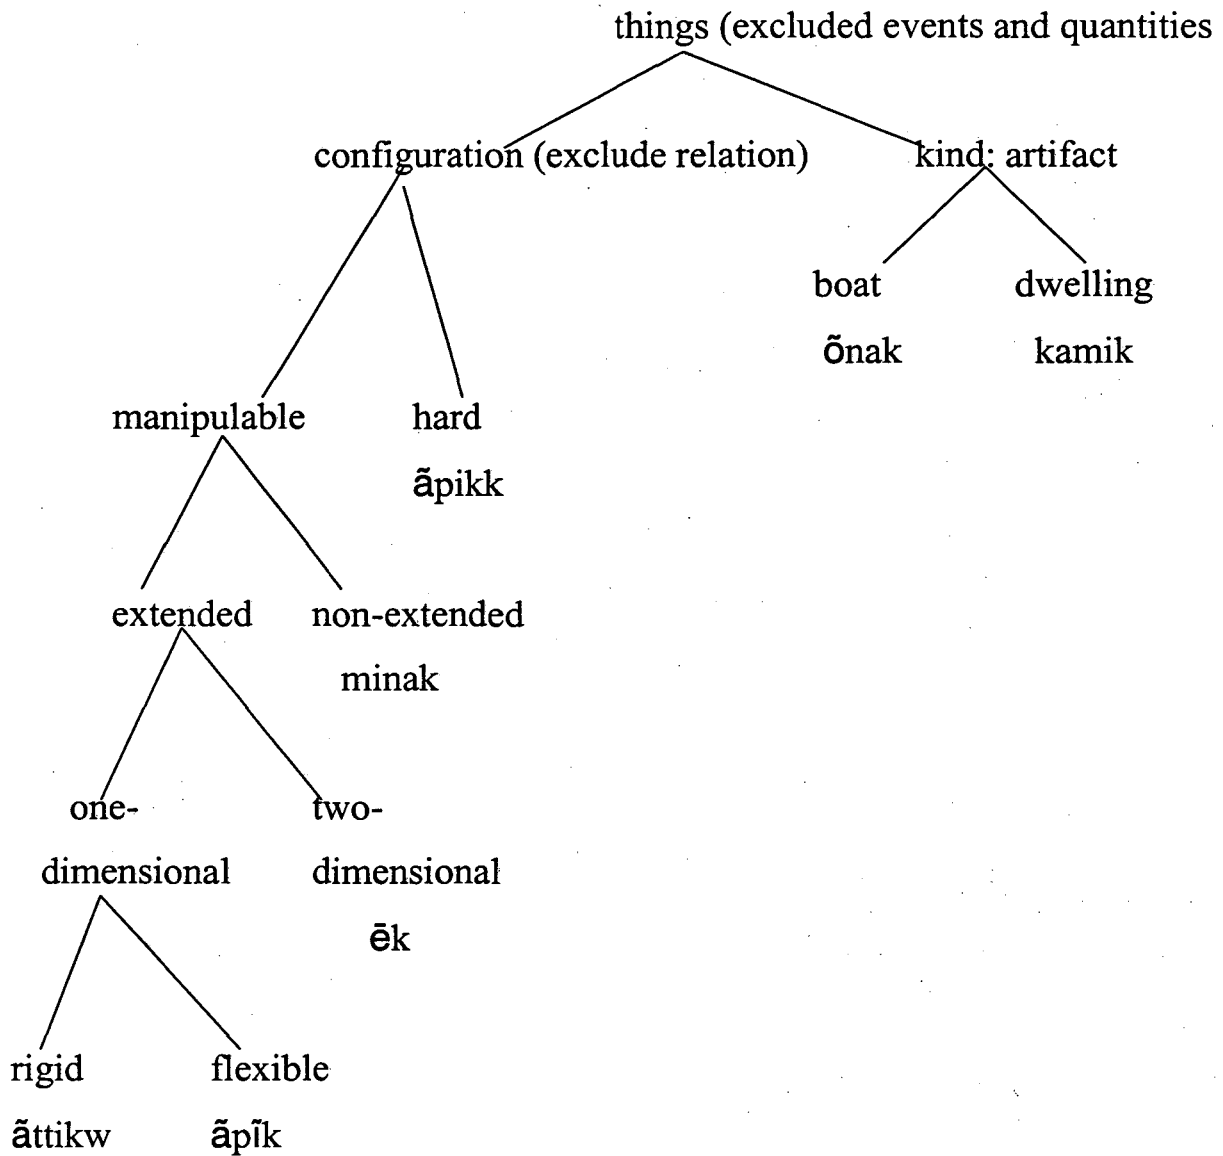 things (excluded events and quantities
configuration (exclude relation)
kind: artifact
boat
dwelling
õnak
kamik
manipulable
hard
ãpikk
extended
non-extended
minak
one-
two-
dimensional
dimensional
ēk
rigid
flexible
ãttikw
ãpĩk